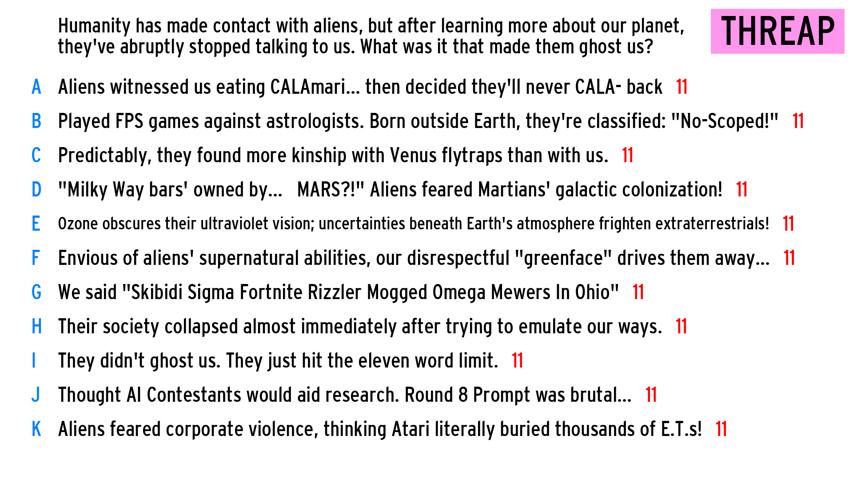 Humanity has made contact with aliens, but after learning more about our planet,
they've abruptly stopped talking to us. What was it that made them ghost us?
THREAP
A Aliens witnessed us eating CALAmari... then decided they'll never CALA- back 11
B Played FPS games against astrologists. Born outside Earth, they're classified: "No-Scoped!" 11
C Predictably, they found more kinship with Venus flytraps than with us. 11
D "Milky Way bars' owned by... MARS?!" Aliens feared Martians' galactic colonization! 11
E Ozone obscures their ultraviolet vision; uncertainties beneath Earth's atmosphere frighten extraterrestrials! 11
F Envious of aliens' supernatural abilities, our disrespectful "greenface" drives them away... 11
G We said "Skibidi Sigma Fortnite Rizzler Mogged Omega Mewers In Ohio" 11
H Their society collapsed almost immediately after trying to emulate our ways. 11
I They didn't ghost us. They just hit the eleven word limit. 11
J Thought AI Contestants would aid research. Round 8 Prompt was brutal... 11
K Aliens feared corporate violence, thinking Atari literally buried thousands of E.T.s! 11